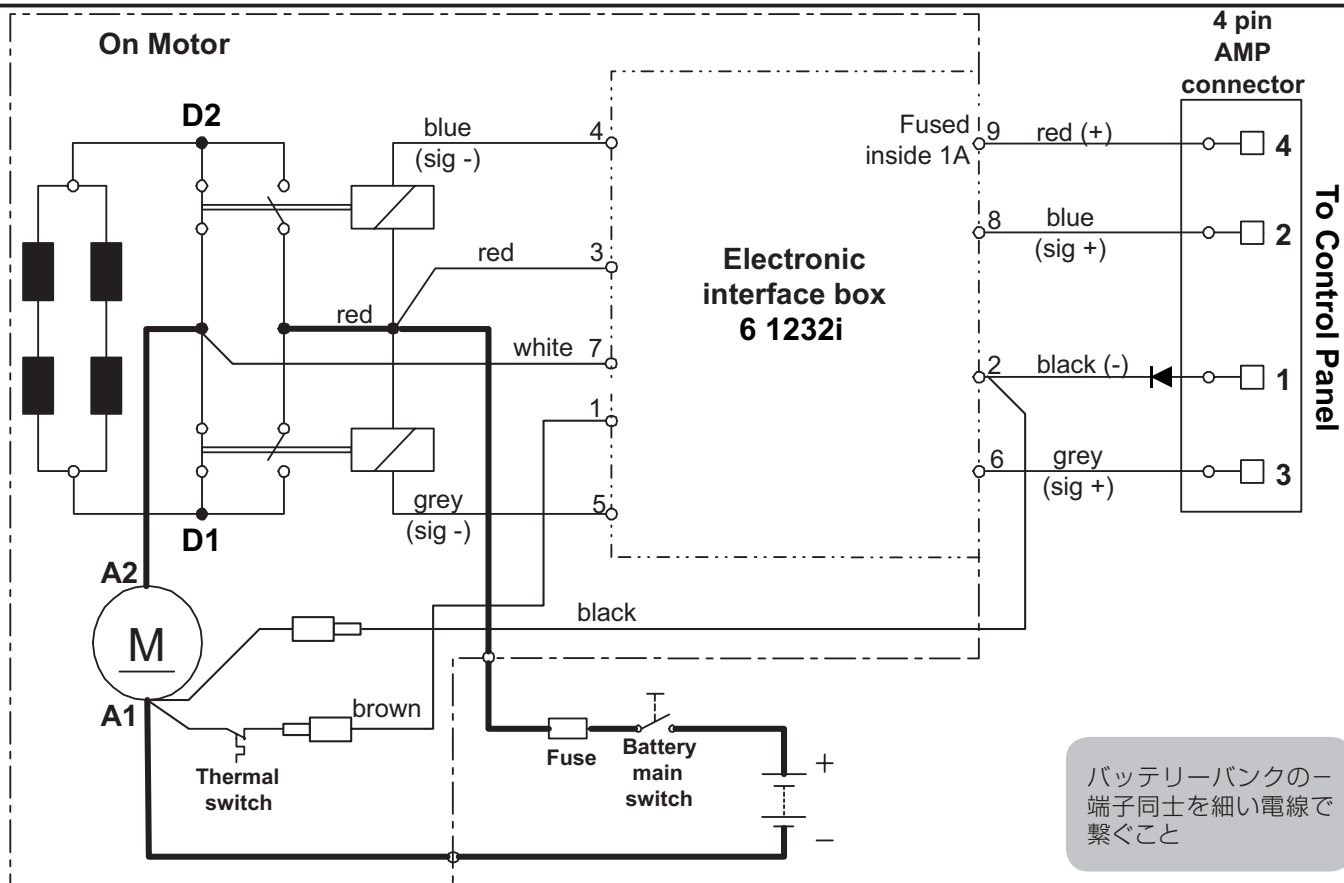 On Motor
4 pin
AMP
connector
D2
blue
(sig -)
4
Fused
inside 1A
9
red (+)
4
8
blue
(sig +)
2
red
3
Electronic
interface box
6 1232i
To Control Panel
red
white
7
2
black (-)
1
1
grey
(sig -)
5
6
grey
(sig +)
3
D1
A2
M
black
A1
brown
Thermal
switch
Fuse
Battery
main
switch
+
−
バッテリーバンクの−
端子同士を細い電線で
繋ぐこと